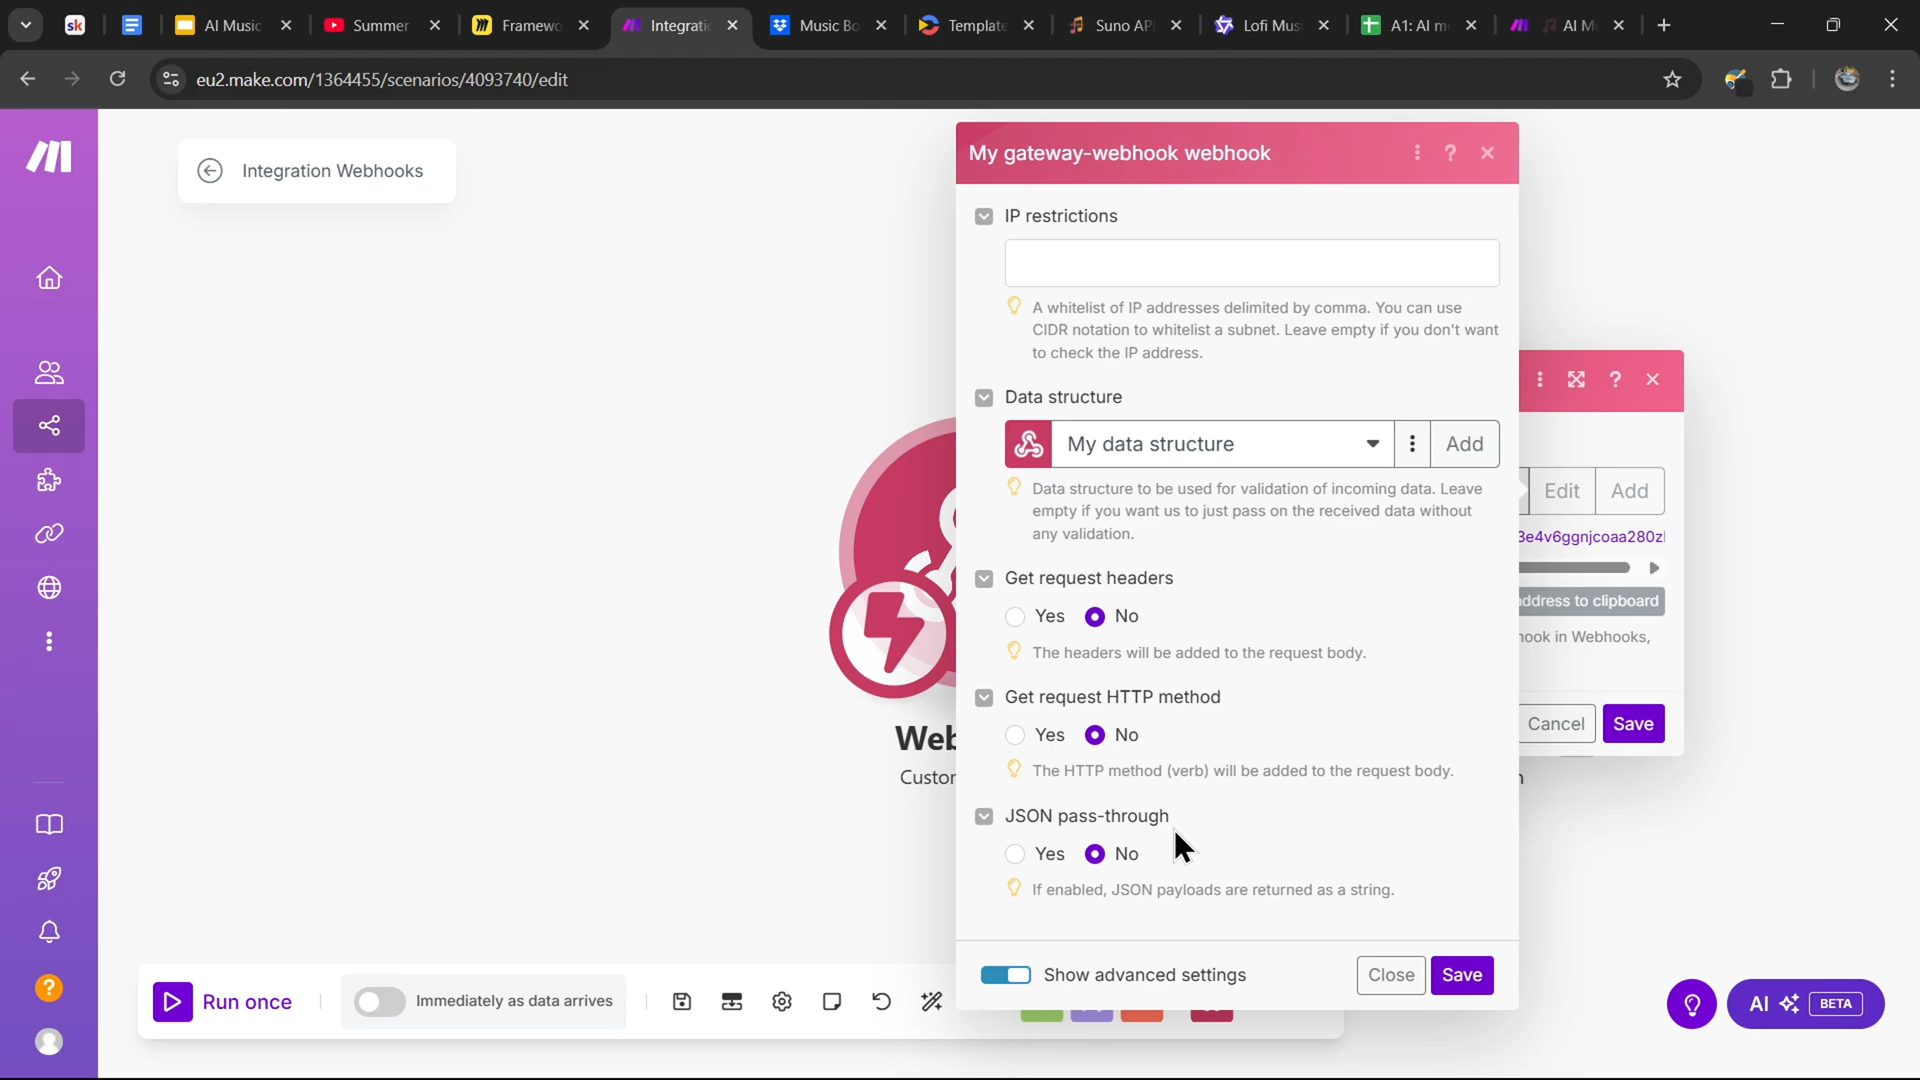 sk
AI Music
Summer
Framewo
Integratio
Music Bo
Template
Suno AP
Lofi Mus
A1: AI m
AI M
eu2.make.com/1364455/scenarios/4093740/edit
Integration Webhooks
My gateway-webhook webhook
IP restrictions
A whitelist of IP addresses delimited by comma. You can use
CIDR notation to whitelist a subnet. Leave empty if you don't want
to check the IP address.
Data structure
My data structure
Add
Data structure to be used for validation of incoming data. Leave
empty if you want us to just pass on the received data without
any validation.
Edit
Add
3e4v6ggnjcoaa280z
address to clipboard
hook in Webhooks,
Cancel
Save
Get request headers
Yes
No
The headers will be added to the request body.
Get request HTTP method
Yes
No
The HTTP method (verb) will be added to the request body.
Web
Custom
JSON pass-through
Yes
No
If enabled, JSON payloads are returned as a string.
Show advanced settings
Close
Save
Run once
Immediately as data arrives
AI
BETA